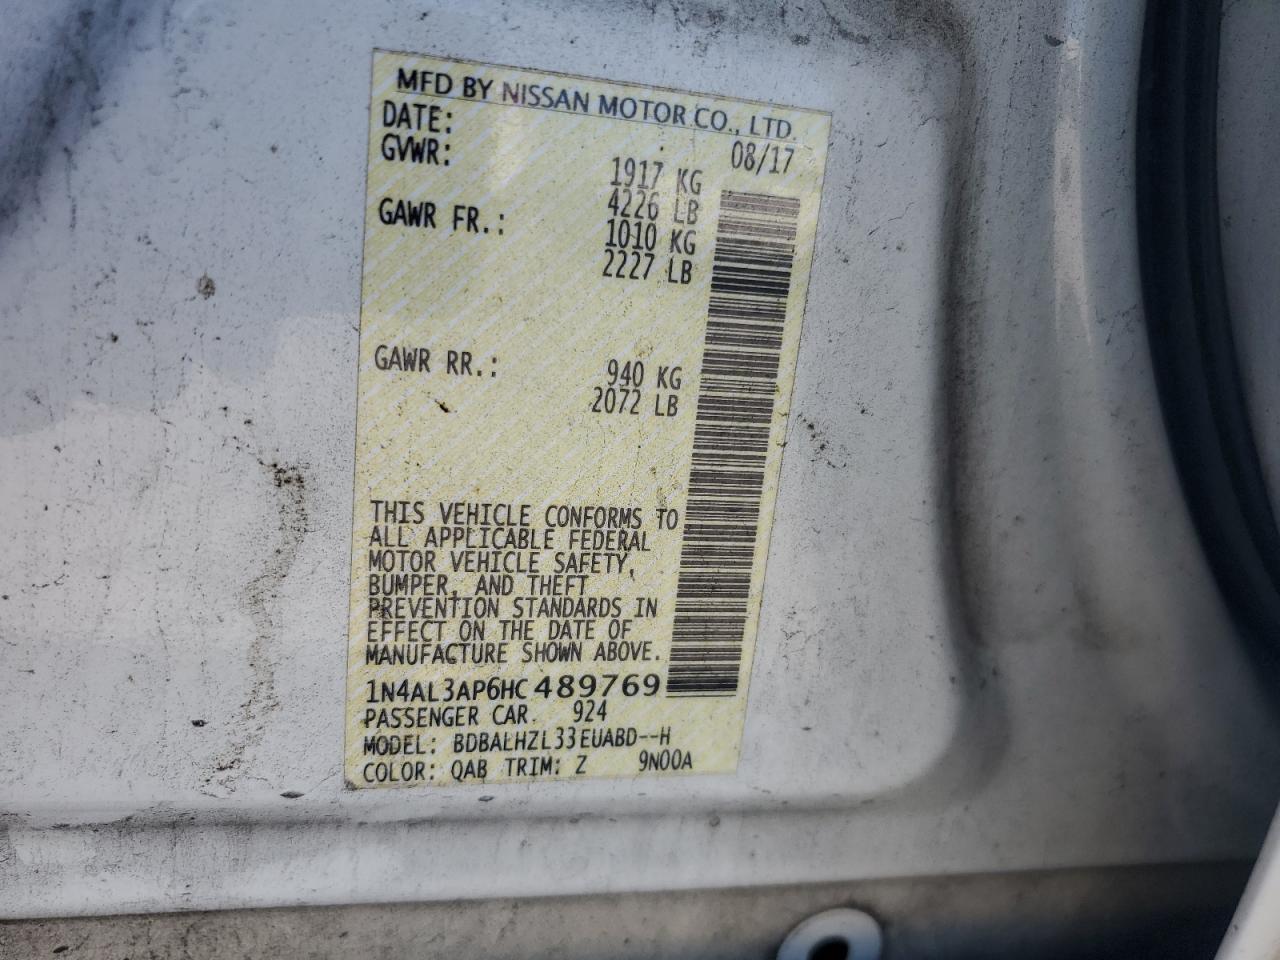 MFD BY NISSAN MOTOR CO., LTD.
DATE: 08/17
GVWR: 1917 KG
4226 LB
GAWR FR.: 1010 KG
2227 LB
GAWR RR.: 940 KG
2072 LB
THIS VEHICLE CONFORMS TO
ALL APPLICABLE FEDERAL
MOTOR VEHICLE SAFETY,
BUMPER, AND THEFT
PREVENTION STANDARDS IN
EFFECT ON THE DATE OF
MANUFACTURE SHOWN ABOVE.
1N4AL3AP6HC489769
PASSENGER CAR 924
MODEL: BDBALHZL33EUABD--H
COLOR: QAB TRIM: Z 9N00A